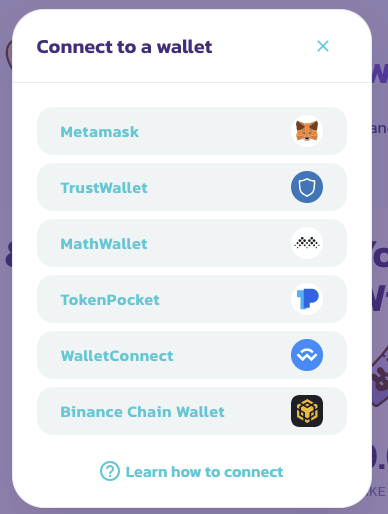 Connect to a wallet
Metamask
TrustWallet
MathWallet
TokenPocket
WalletConnect
Binance Chain Wallet
Learn how to connect